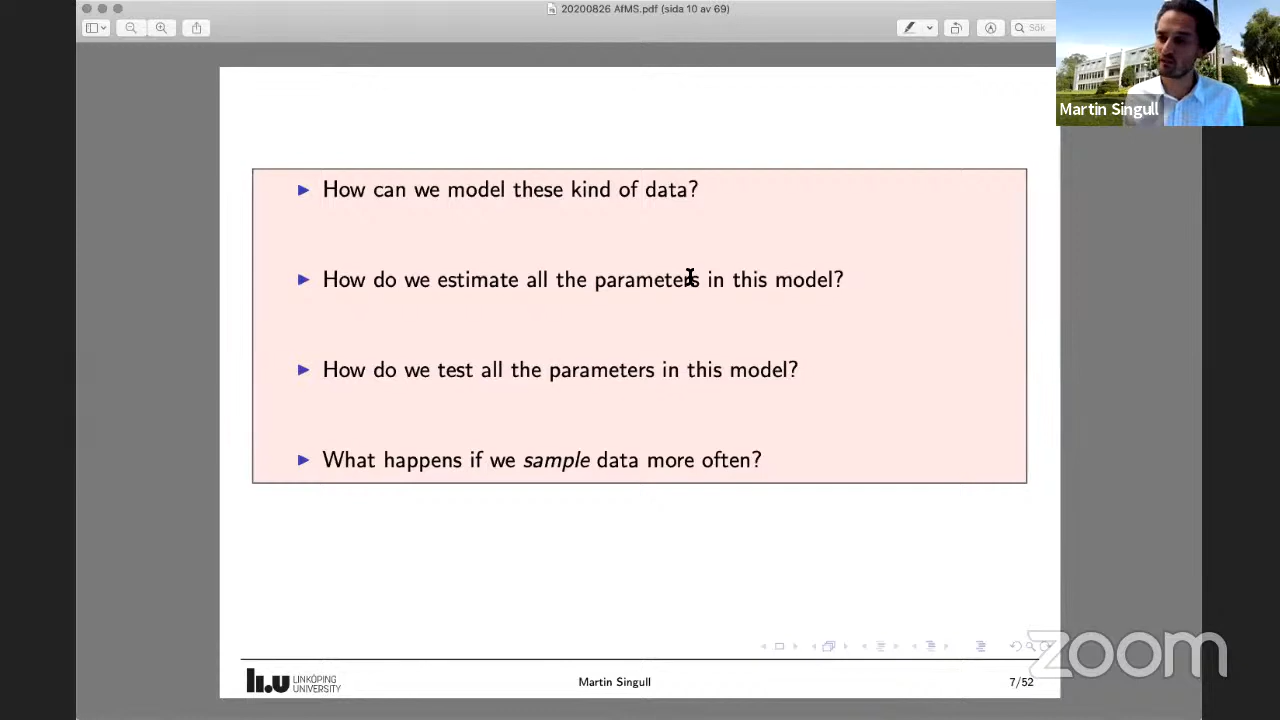 20200826 AfMS.pdf (sida 10 av 69)
Sök
Martin Singull
How can we model these kind of data?
How do we estimate all the parameters in this model?
How do we test all the parameters in this model?
What happens if we sample data more often?
LINKÖPING
UNIVERSITY
Martin Singull
7/52
zoom